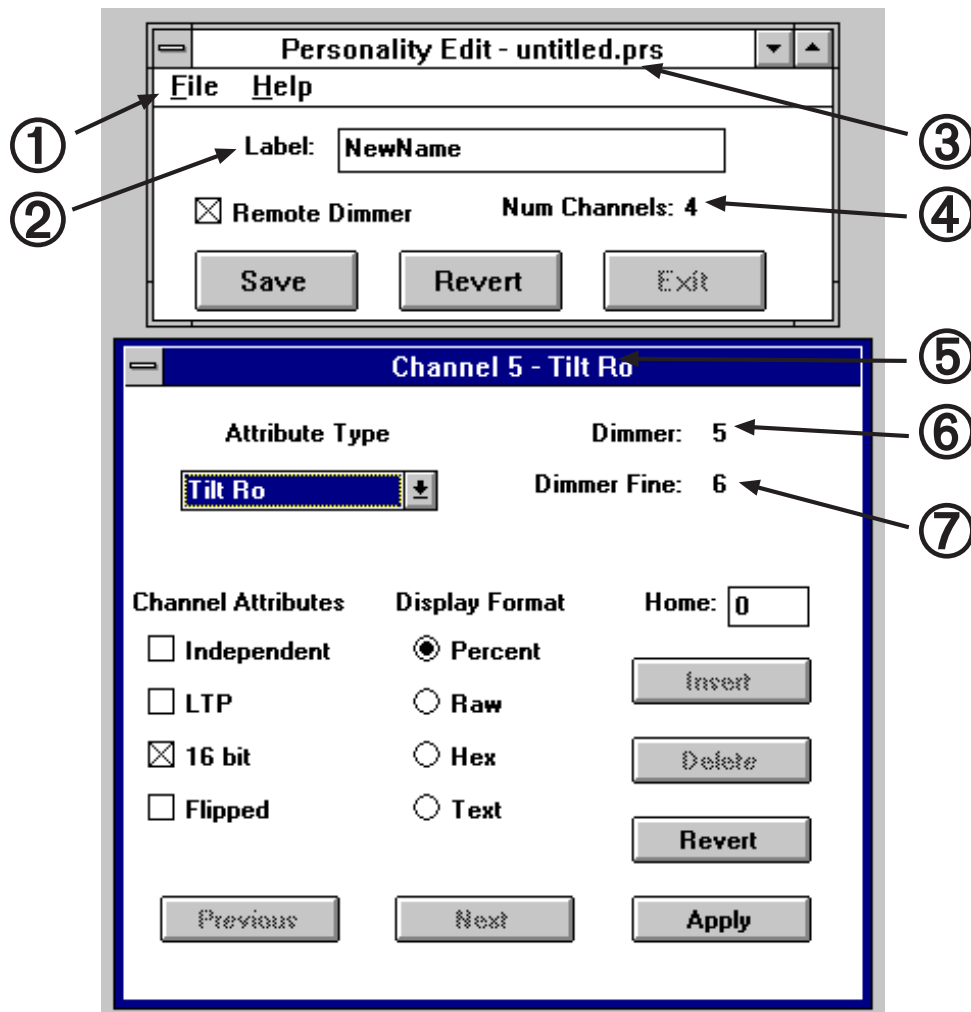 Personality Edit - untitled.prs
File Help
① ③
Label: NewName
② Remote Dimmer Num Channels: 4 ④
Save Revert Exit
Channel 5 - Tilt Ro ⑤
Attribute Type Dimmer: 5 ⑥
Tilt Ro Dimmer Fine: 6
⑦
Channel Attributes Display Format Home: 0
Independent Percent
Insert
LTP Raw
16 bit Hex Delete
Flipped Text
Revert
Previous Next Apply